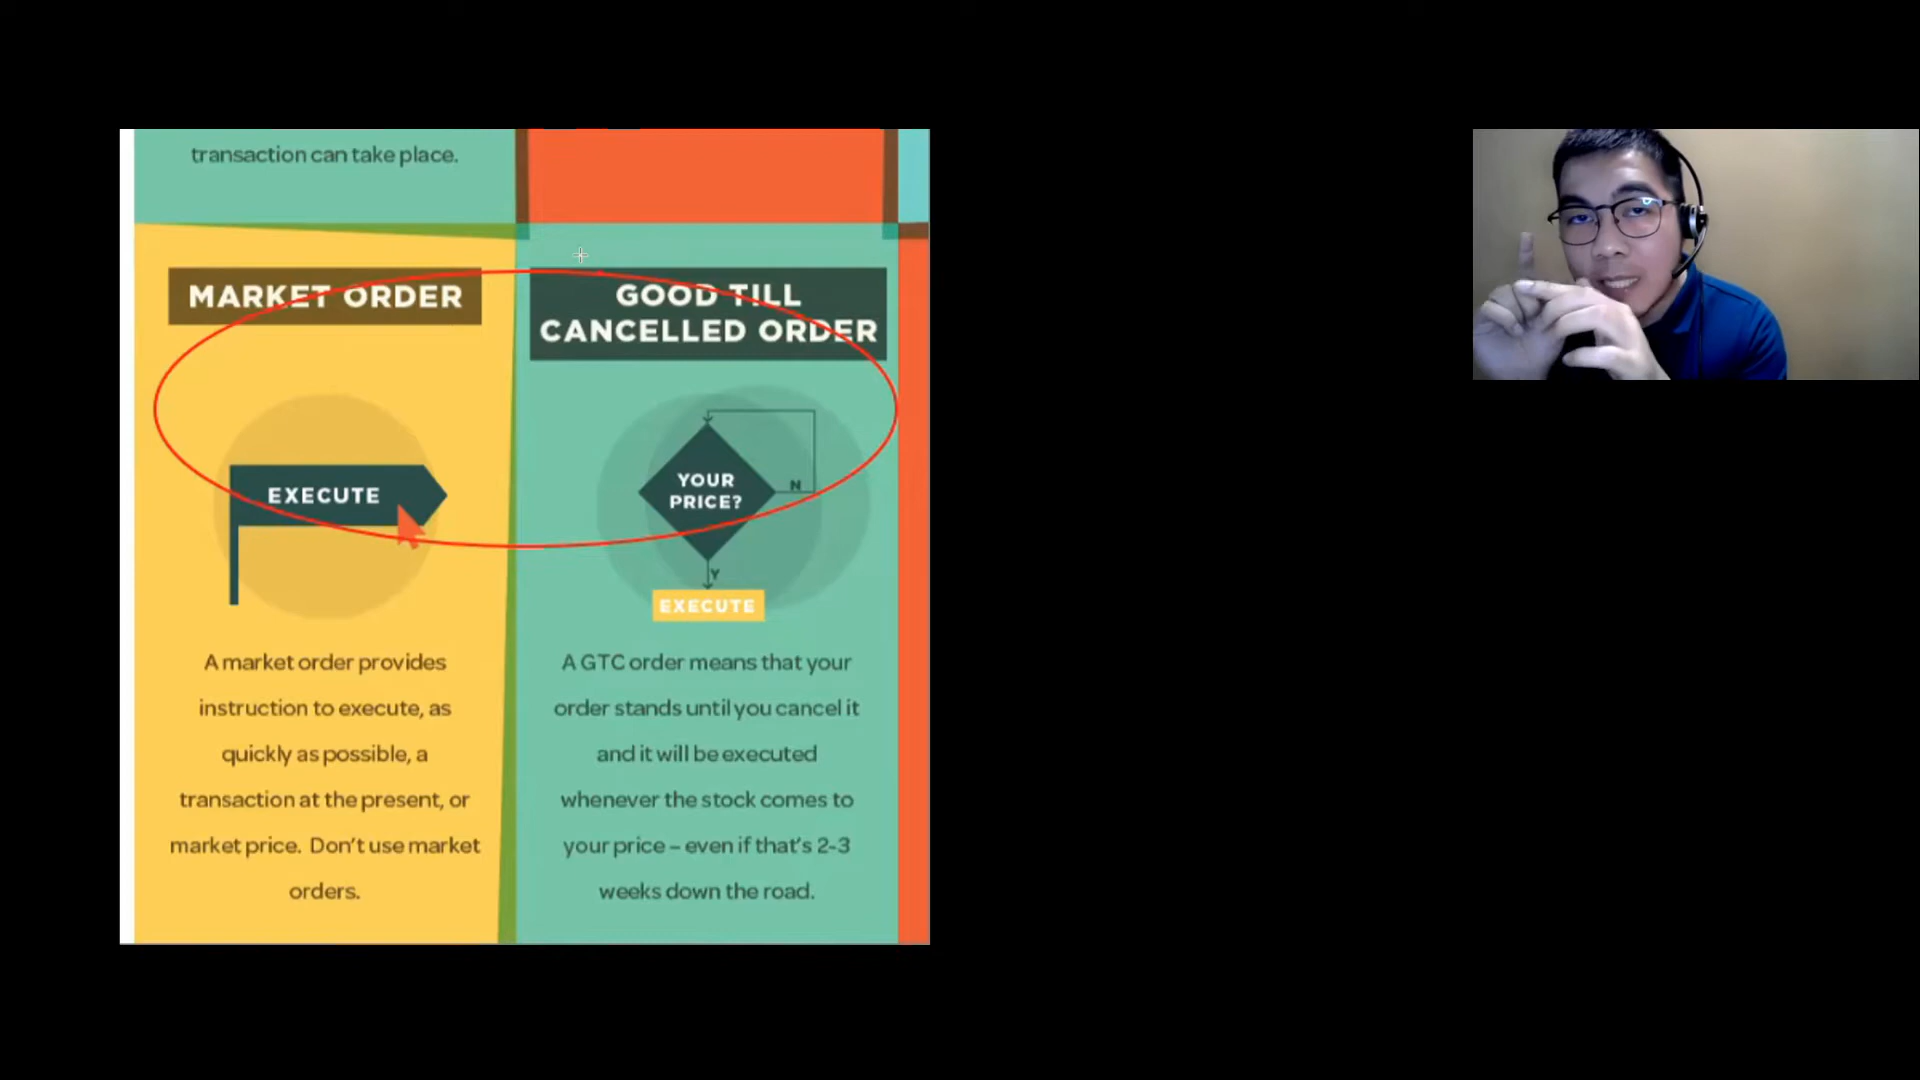 transaction can take place.
MARKET ORDER
EXECUTE
A market order provides
instruction to execute, as
quickly as possible, a
transaction at the present, or
market price. Don't use market
orders.
GOOD TILL
CANCELLED ORDER
YOUR
PRICE?
N
Y
EXECUTE
A GTC order means that your
order stands until you cancel it
and it will be executed
whenever the stock comes to
your price – even if that's 2-3
weeks down the road.